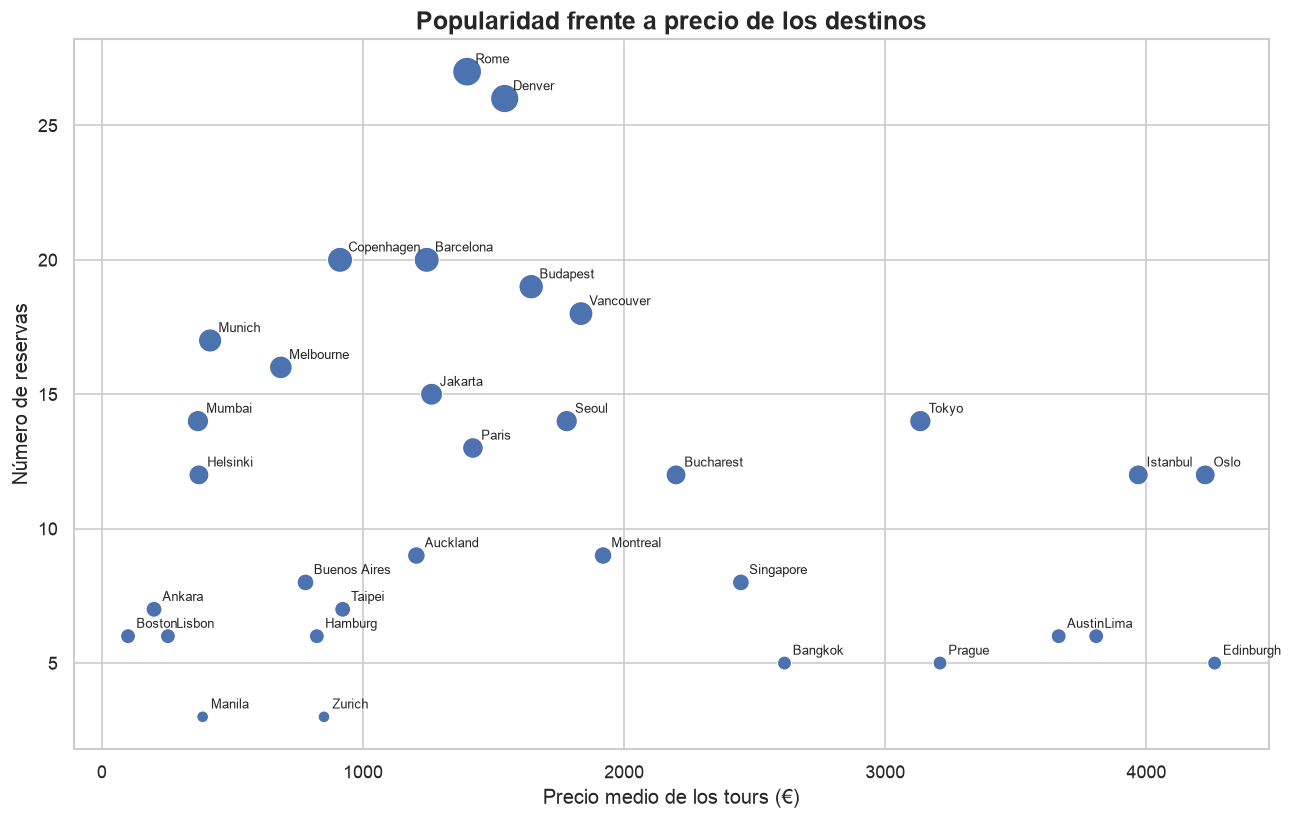 Popularidad frente a precio de los destinos
Rome
Denver
25
Copenhagen
Barcelona
20
Budapest
Vancouver
Munich
Melbourne
Jakarta
15
Mumbai
Seoul
Tokyo
Paris
Helsinki
Bucharest
Istanbul
Oslo
10
Auckland
Montreal
Buenos Aires
Singapore
Ankara
Taipei
Boston
Lisbon
Hamburg
Austin
Lima
5
Bangkok
Prague
Edinburgh
Manila
Zurich
Número de reservas
0 1000 2000 3000 4000
Precio medio de los tours (€)